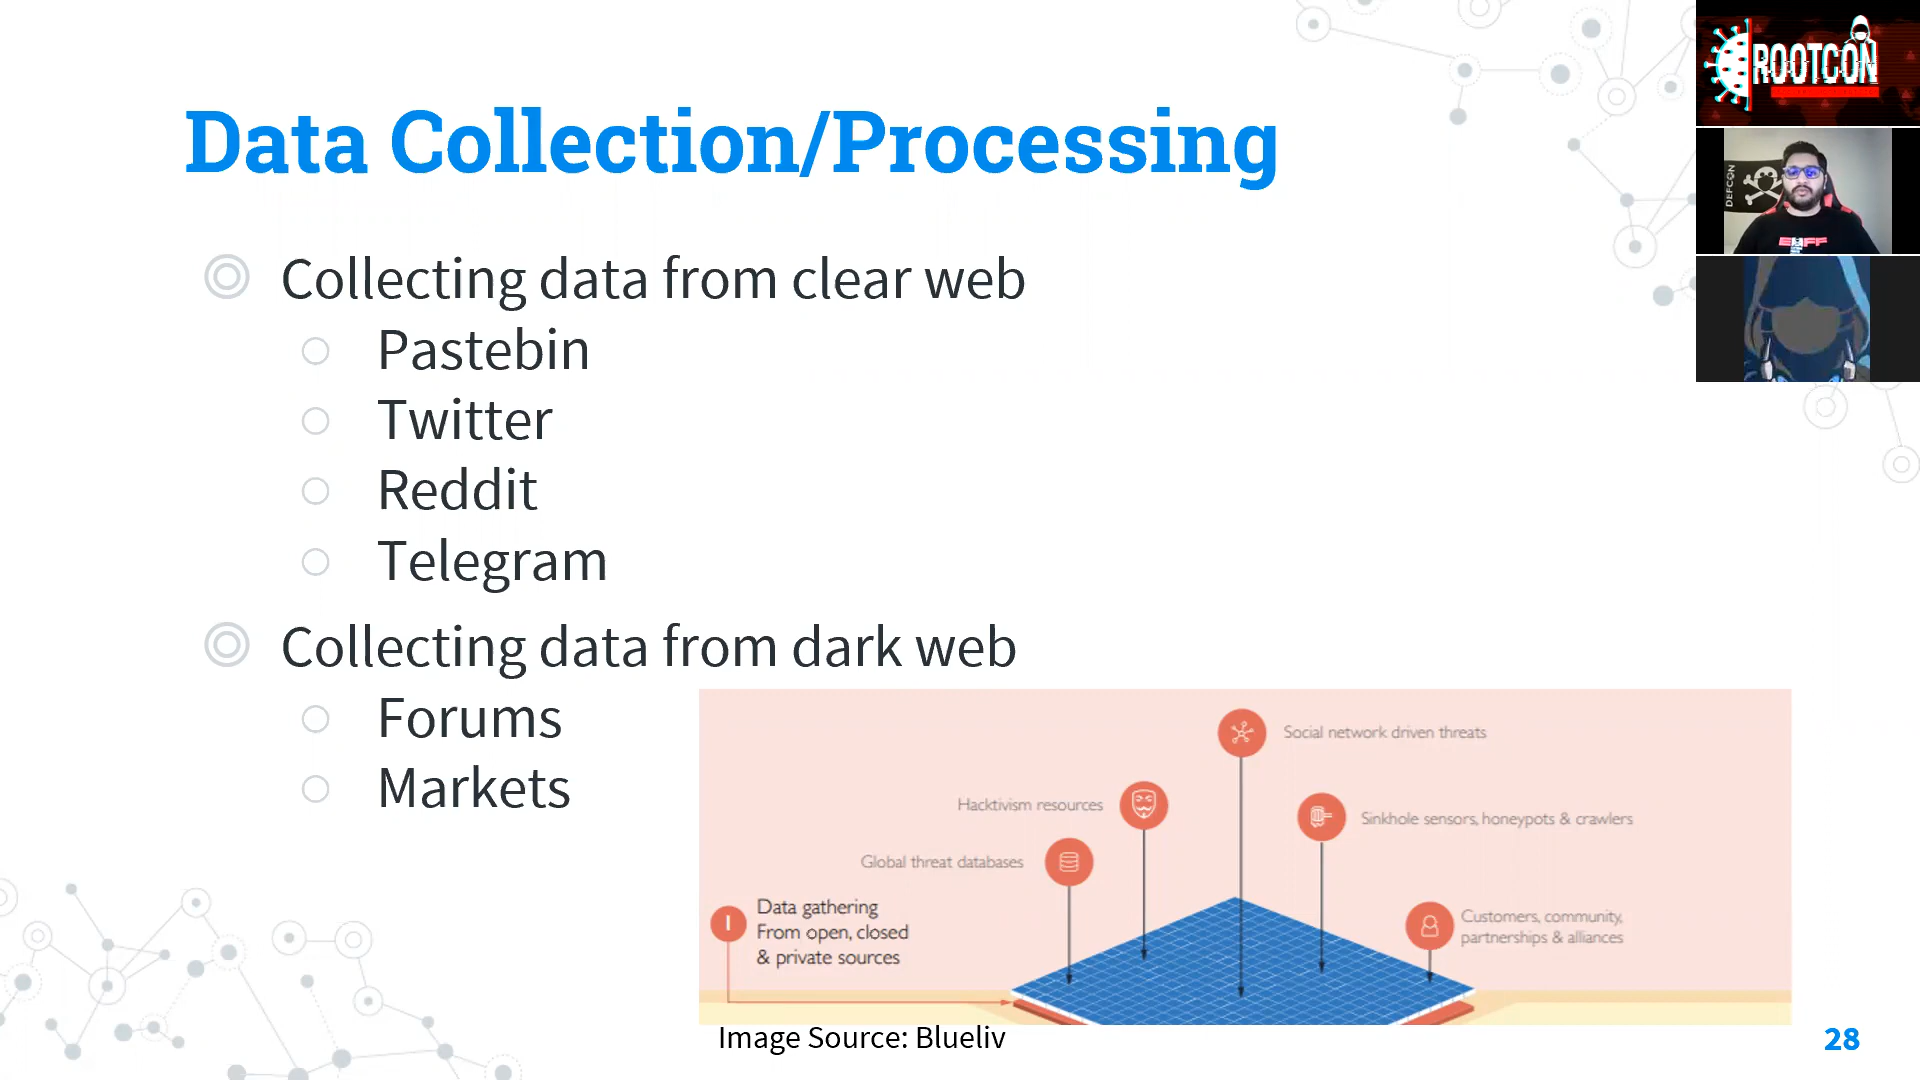 Data Collection/Processing
Collecting data from clear web
Pastebin
Twitter
Reddit
Telegram
Collecting data from dark web
Forums
Markets
Social network driven threats
Hacktivism resources
Sinkhole sensors, honeypots & crawlers
Global threat databases
1
Data gathering
From open, closed
& private sources
Customers, community,
partnerships & alliances
Image Source: Blueliv
28
ROOTCON
DEFCON